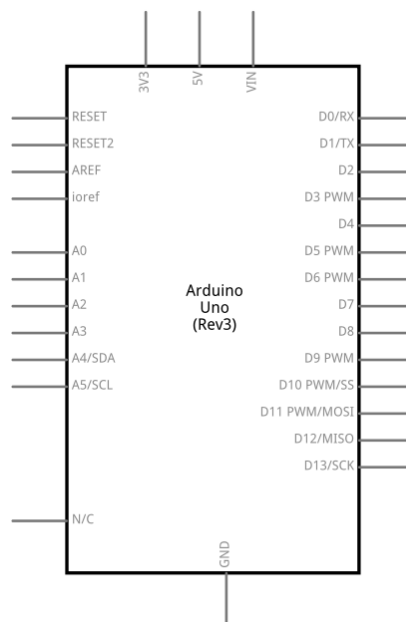 3V3
5V
VIN
RESET
RESET2
AREF
ioref
A0
A1
A2
A3
A4/SDA
A5/SCL
N/C
Arduino
Uno
(Rev3)
D0/RX
D1/TX
D2
D3 PWM
D4
D5 PWM
D6 PWM
D7
D8
D9 PWM
D10 PWM/SS
D11 PWM/MOSI
D12/MISO
D13/SCK
GND